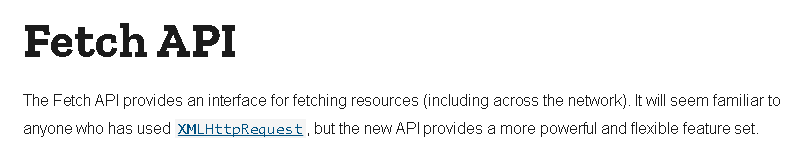 Fetch API
The Fetch API provides an interface for fetching resources (including across the network). It will seem familiar to
anyone who has used XMLHttpRequest, but the new API provides a more powerful and flexible feature set.